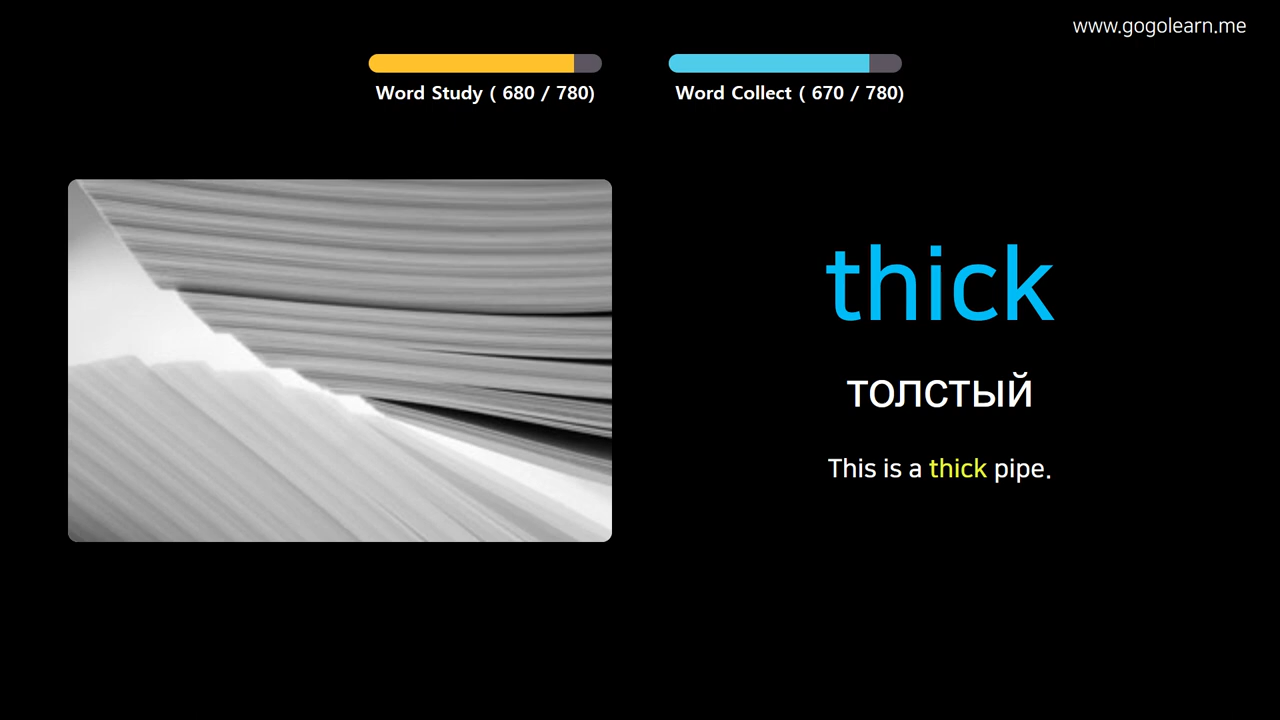 www.gogolearn.me
Word Study ( 680 / 780)
Word Collect ( 670 / 780)
thick
толстый
This is a thick pipe.